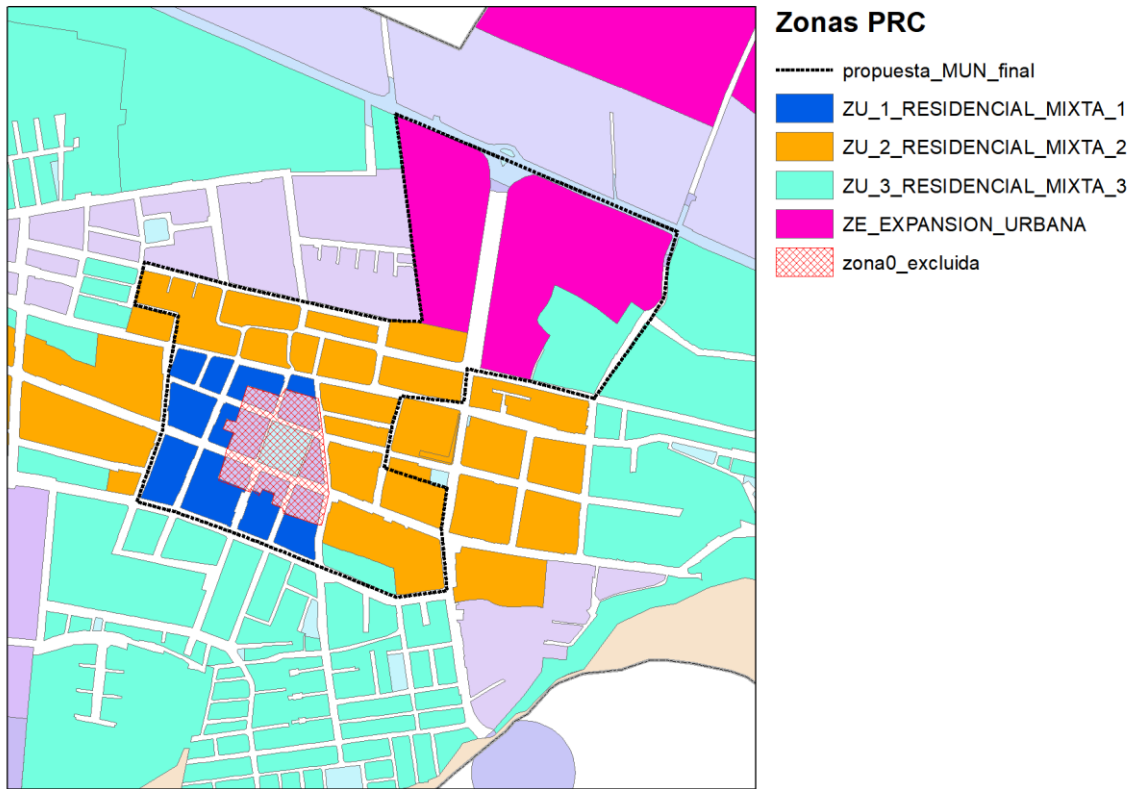 Zonas PRC
propuesta_MUN_final
ZU_1_RESIDENCIAL_MIXTA_1
ZU_2_RESIDENCIAL_MIXTA_2
ZU_3_RESIDENCIAL_MIXTA_3
ZE_EXPANSION_URBANA
zona0_excluida